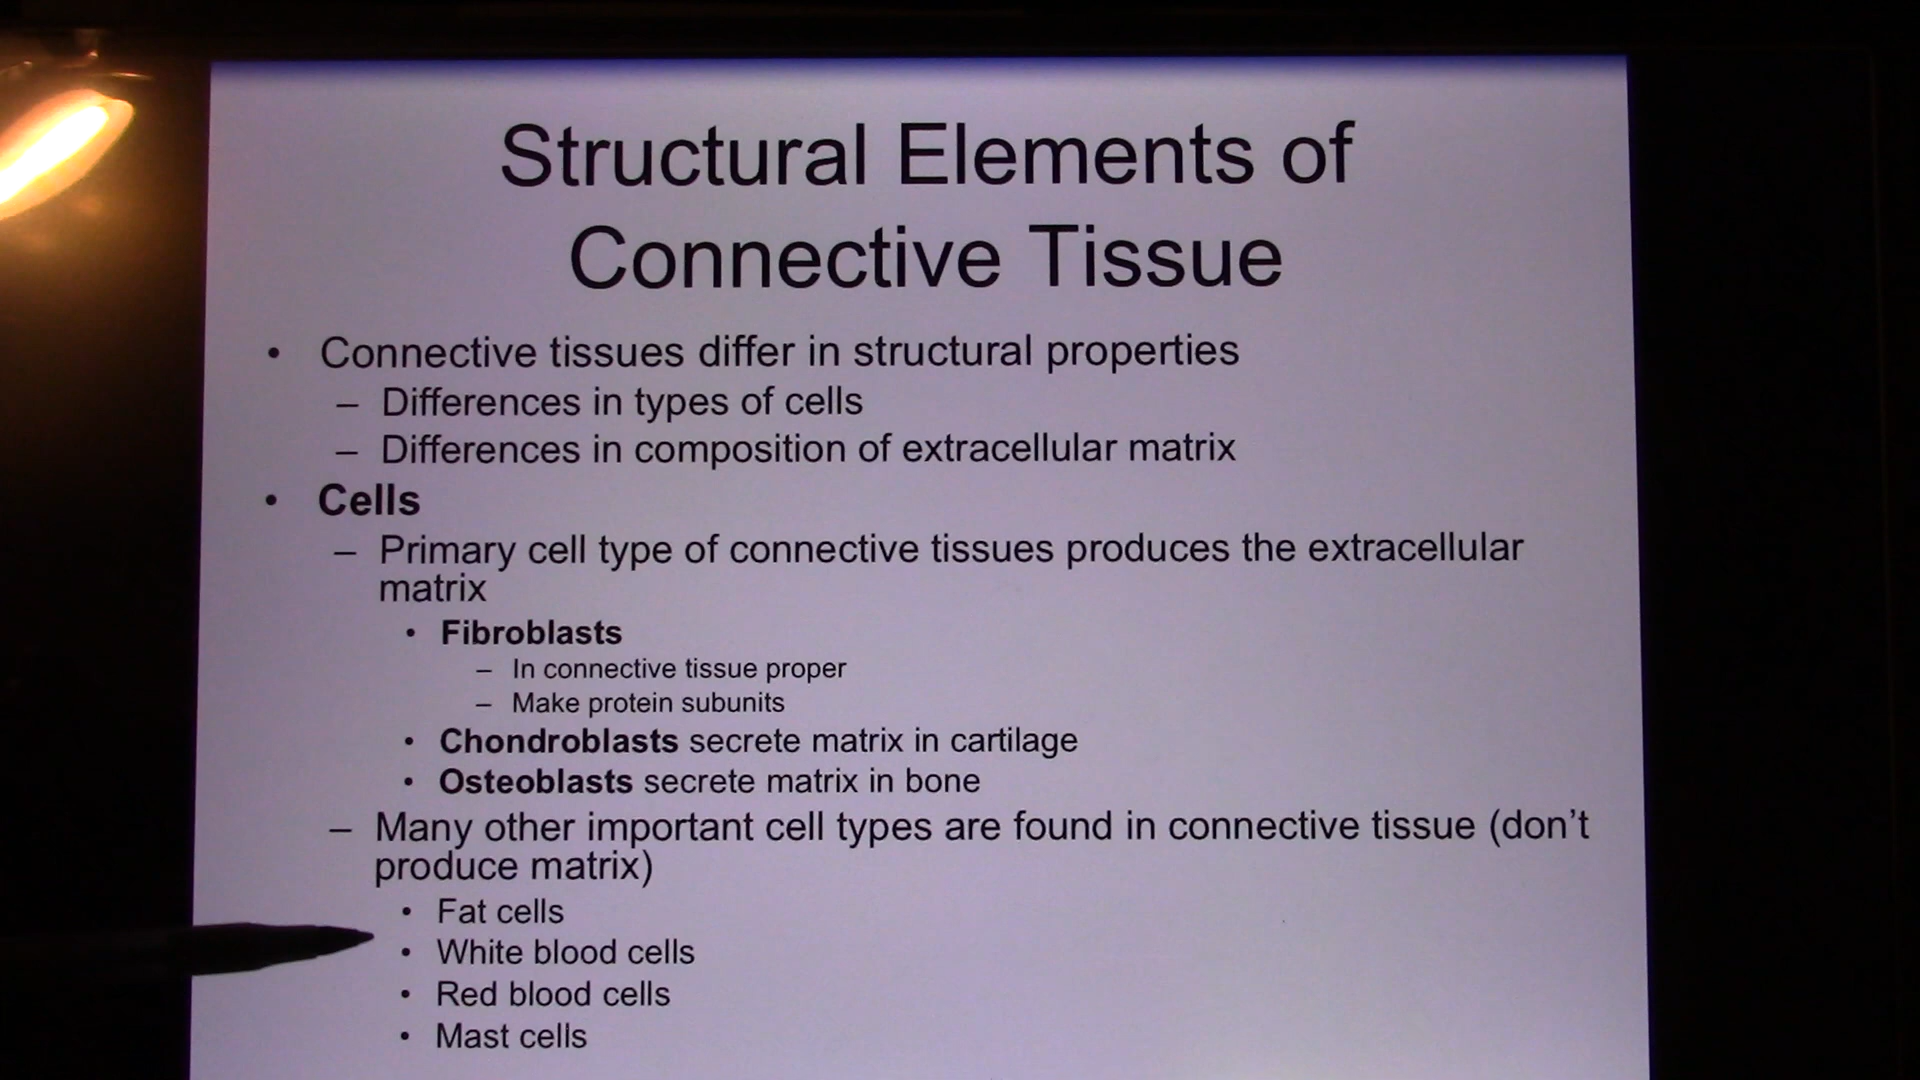 Structural Elements of
Connective Tissue
• Connective tissues differ in structural properties
– Differences in types of cells
– Differences in composition of extracellular matrix
• Cells
– Primary cell type of connective tissues produces the extracellular
matrix
• Fibroblasts
– In connective tissue proper
– Make protein subunits
• Chondroblasts secrete matrix in cartilage
• Osteoblasts secrete matrix in bone
– Many other important cell types are found in connective tissue (don't
produce matrix)
• Fat cells
• White blood cells
• Red blood cells
• Mast cells